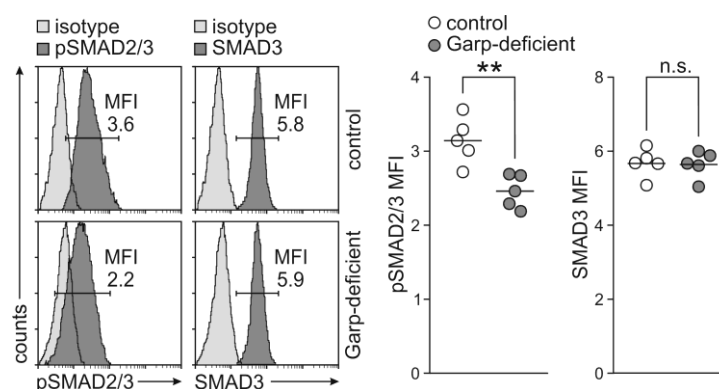 isotype
pSMAD2/3
isotype
SMAD3
MFI
3.6
MFI
5.8
control
MFI
2.2
MFI
5.9
Garp-deficient
counts
pSMAD2/3
SMAD3
control
Garp-deficient
**
pSMAD2/3 MFI
4
3
2
1
0
n.s.
SMAD3 MFI
8
6
4
2
0